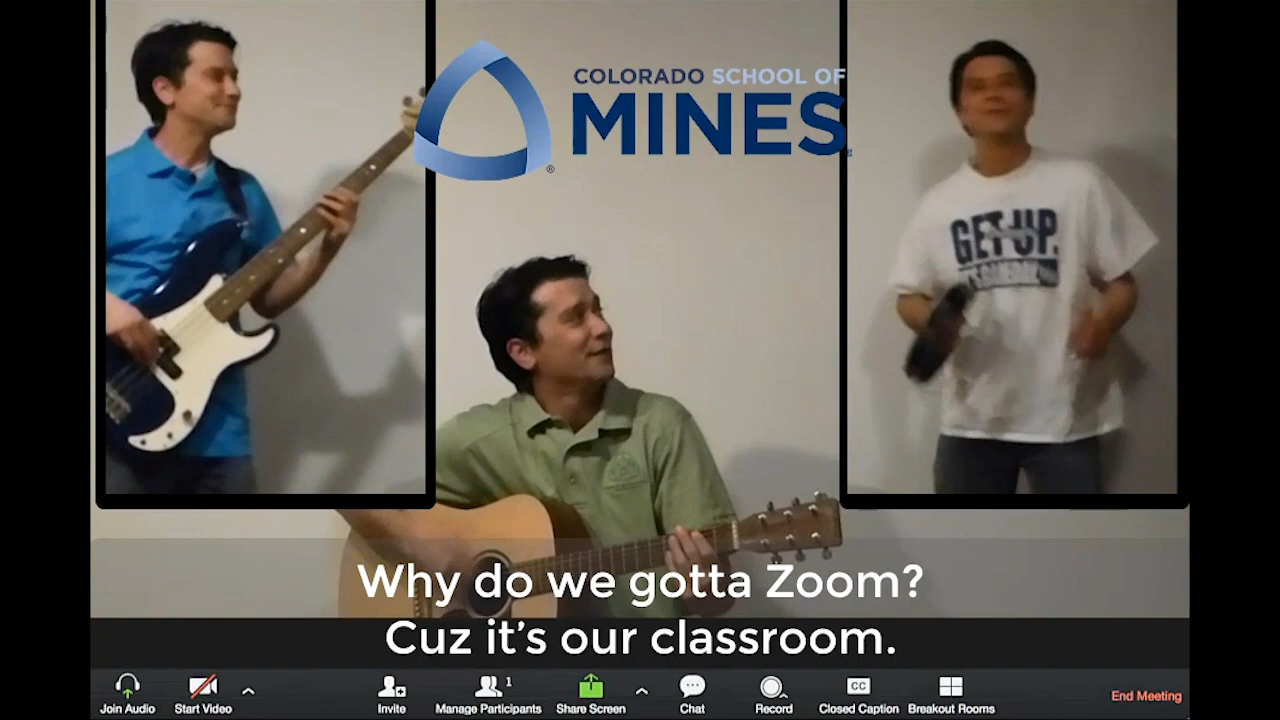 COLORADO SCHOOL OF
MINES
®
GET UP.
Why do we gotta Zoom?
Cuz it's our classroom.
1
CC
Join Audio
Start Video
Invite
Manage Participants
Share Screen
Chat
Record
Closed Caption
Breakout Rooms
End Meeting